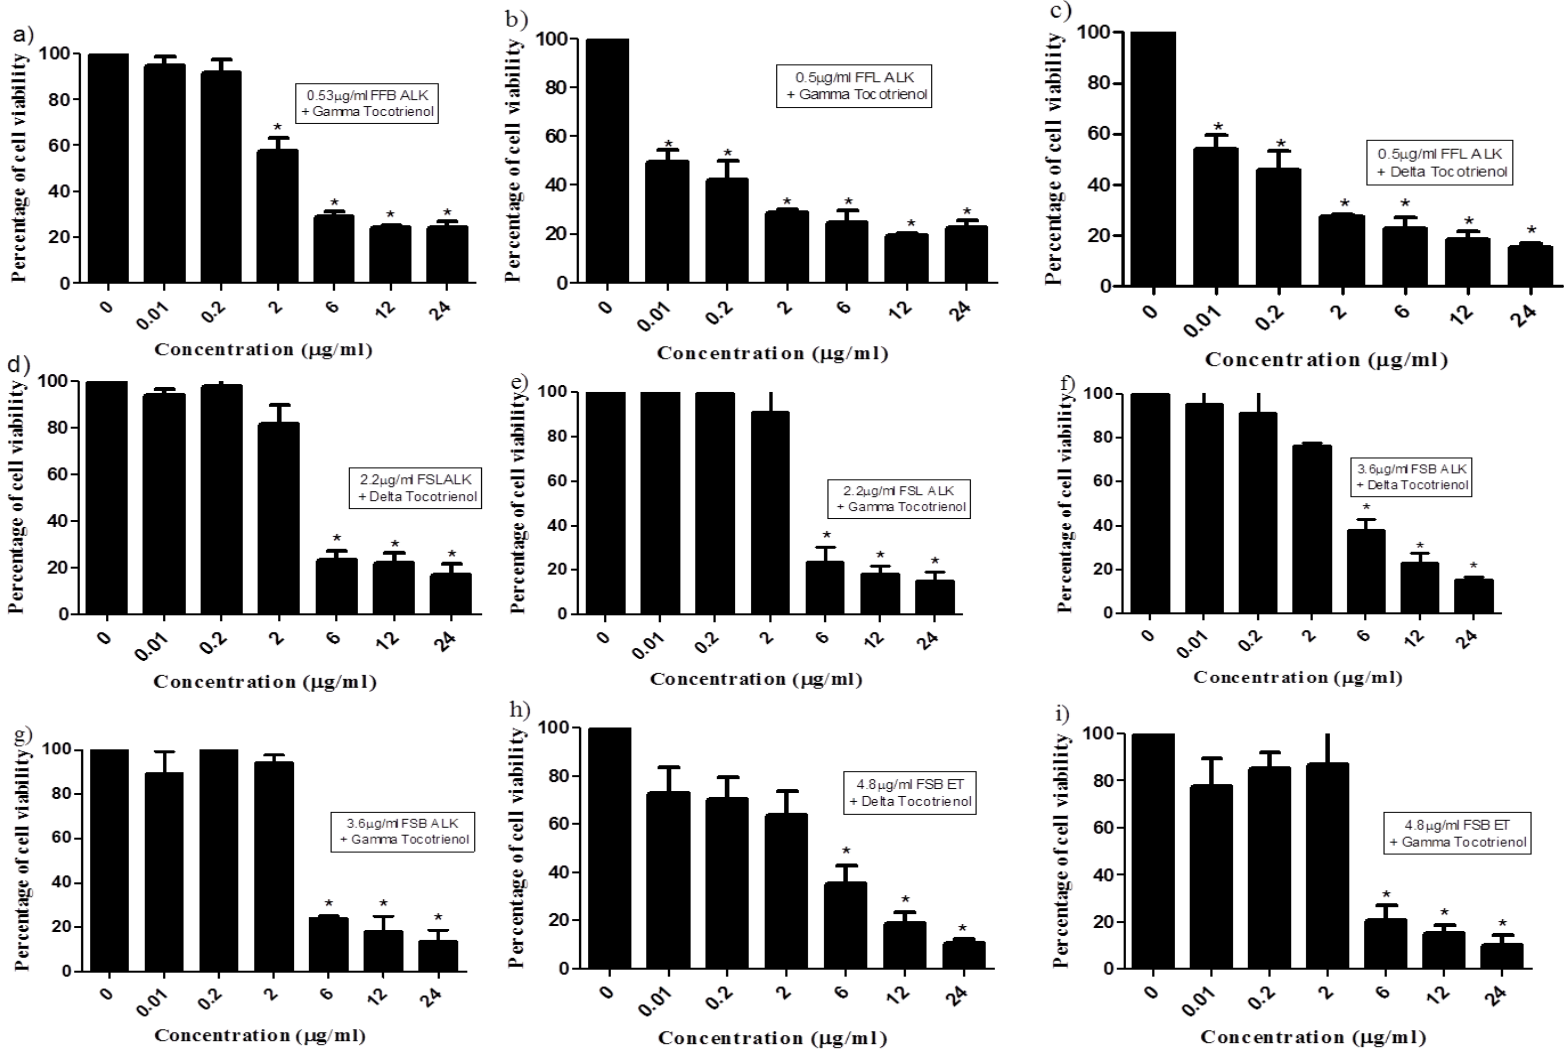 a)
Percentage of cell viability
100
80
60
40
20
0
0.53µg/ml FFB ALK
+ Gamma Tocotrienol
* * * *
0 0.01 0.2 2 6 12 24
Concentration (µg/ml)
b)
Percentage of cell viability
100
80
60
40
20
0
0.5µg/ml FFL ALK
+ Gamma Tocotrienol
* * * * * *
0 0.01 0.2 2 6 12 24
Concentration (µg/ml)
c)
Percentage of cell viability
100
80
60
40
20
0
0.5µg/ml FFL ALK
+ Delta Tocotrienol
* * * * * *
0 0.01 0.2 2 6 12 24
Concentration (µg/ml)
d)
Percentage of cell viability
100
80
60
40
20
0
2.2µg/ml FSLALK
+ Delta Tocotrienol
* * *
0 0.01 0.2 2 6 12 24
Concentration (µg/ml)
e)
Percentage of cell viability
100
80
60
40
20
0
2.2µg/ml FSL ALK
+ Gamma Tocotrienol
* * *
0 0.01 0.2 2 6 12 24
Concentration (µg/ml)
f)
Percentage of cell viability
100
80
60
40
20
0
3.6µg/ml FSB ALK
+ Delta Tocotrienol
* * *
0 0.01 0.2 2 6 12 24
Concentration (µg/ml)
g)
Percentage of cell viability
100
80
60
40
20
0
3.6µg/ml FSB ALK
+ Gamma Tocotrienol
* * *
0 0.01 0.2 2 6 12 24
Concentration (µg/ml)
h)
Percentage of cell viability
100
80
60
40
20
0
4.8µg/ml FSB ET
+ Delta Tocotrienol
* * *
0 0.01 0.2 2 6 12 24
Concentration (µg/ml)
i)
Percentage of cell viability
100
80
60
40
20
0
4.8µg/ml FSB ET
+ Gamma Tocotrienol
* * *
0 0.01 0.2 2 6 12 24
Concentration (µg/ml)